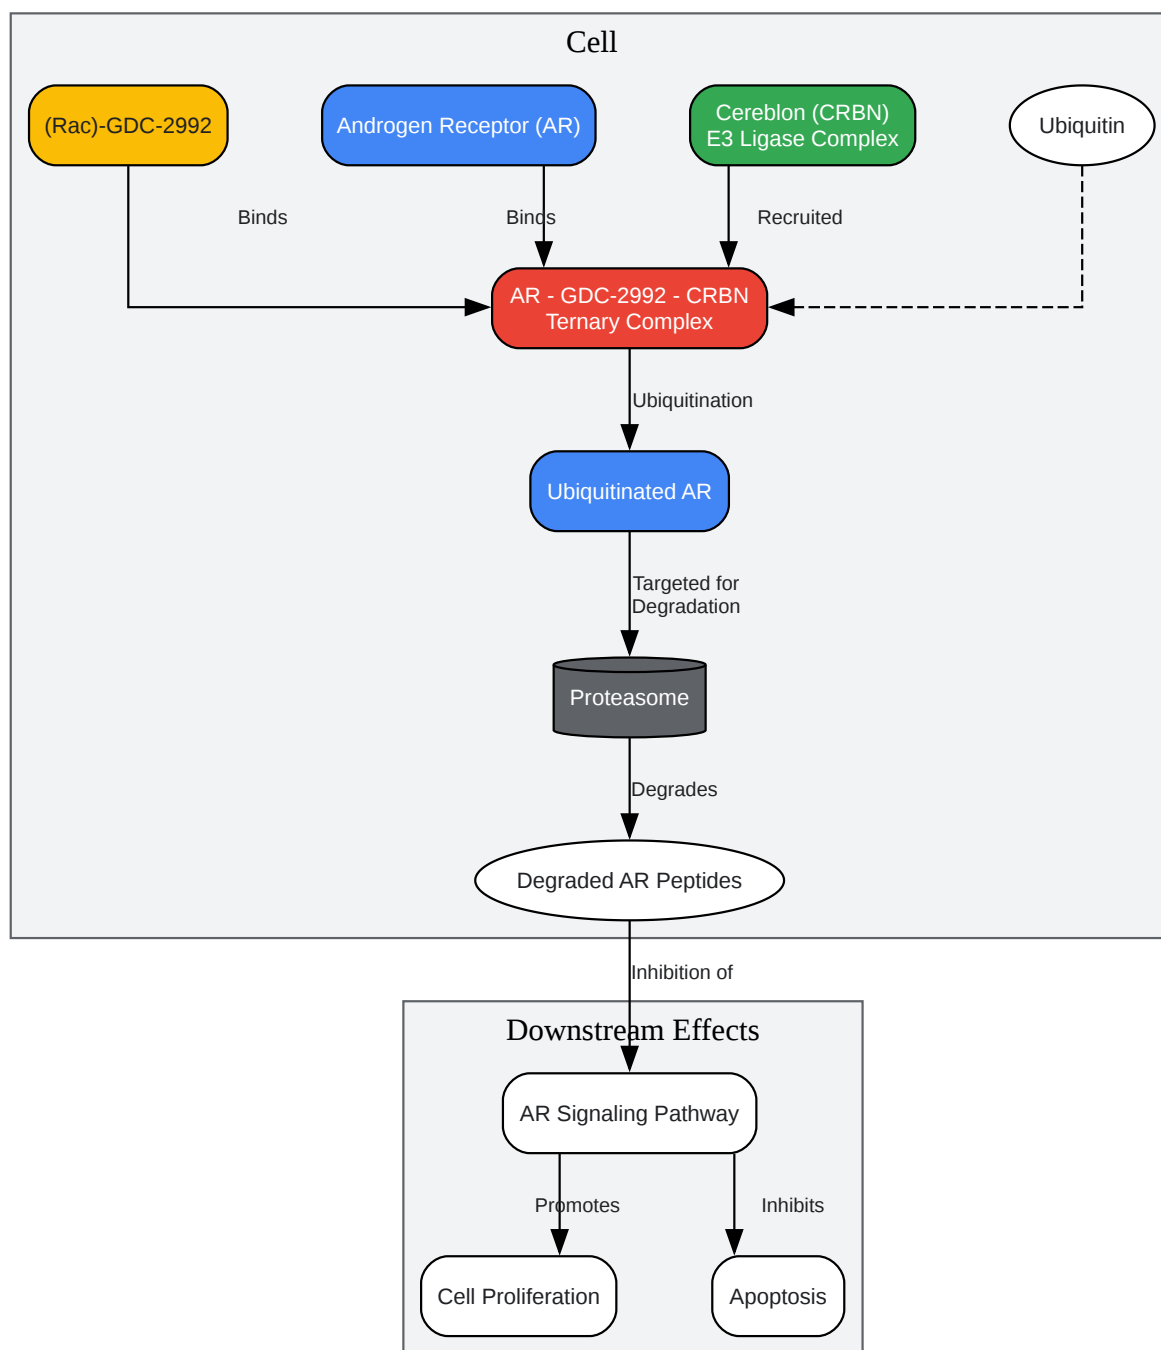 Cell
(Rac)-GDC-2992
Androgen Receptor (AR)
Cereblon (CRBN)
E3 Ligase Complex
Ubiquitin
Binds
Binds
Recruited
AR - GDC-2992 - CRBN
Ternary Complex
Ubiquitination
Ubiquitinated AR
Targeted for
Degradation
Proteasome
Degrades
Degraded AR Peptides
Inhibition of
Downstream Effects
AR Signaling Pathway
Promotes
Inhibits
Cell Proliferation
Apoptosis